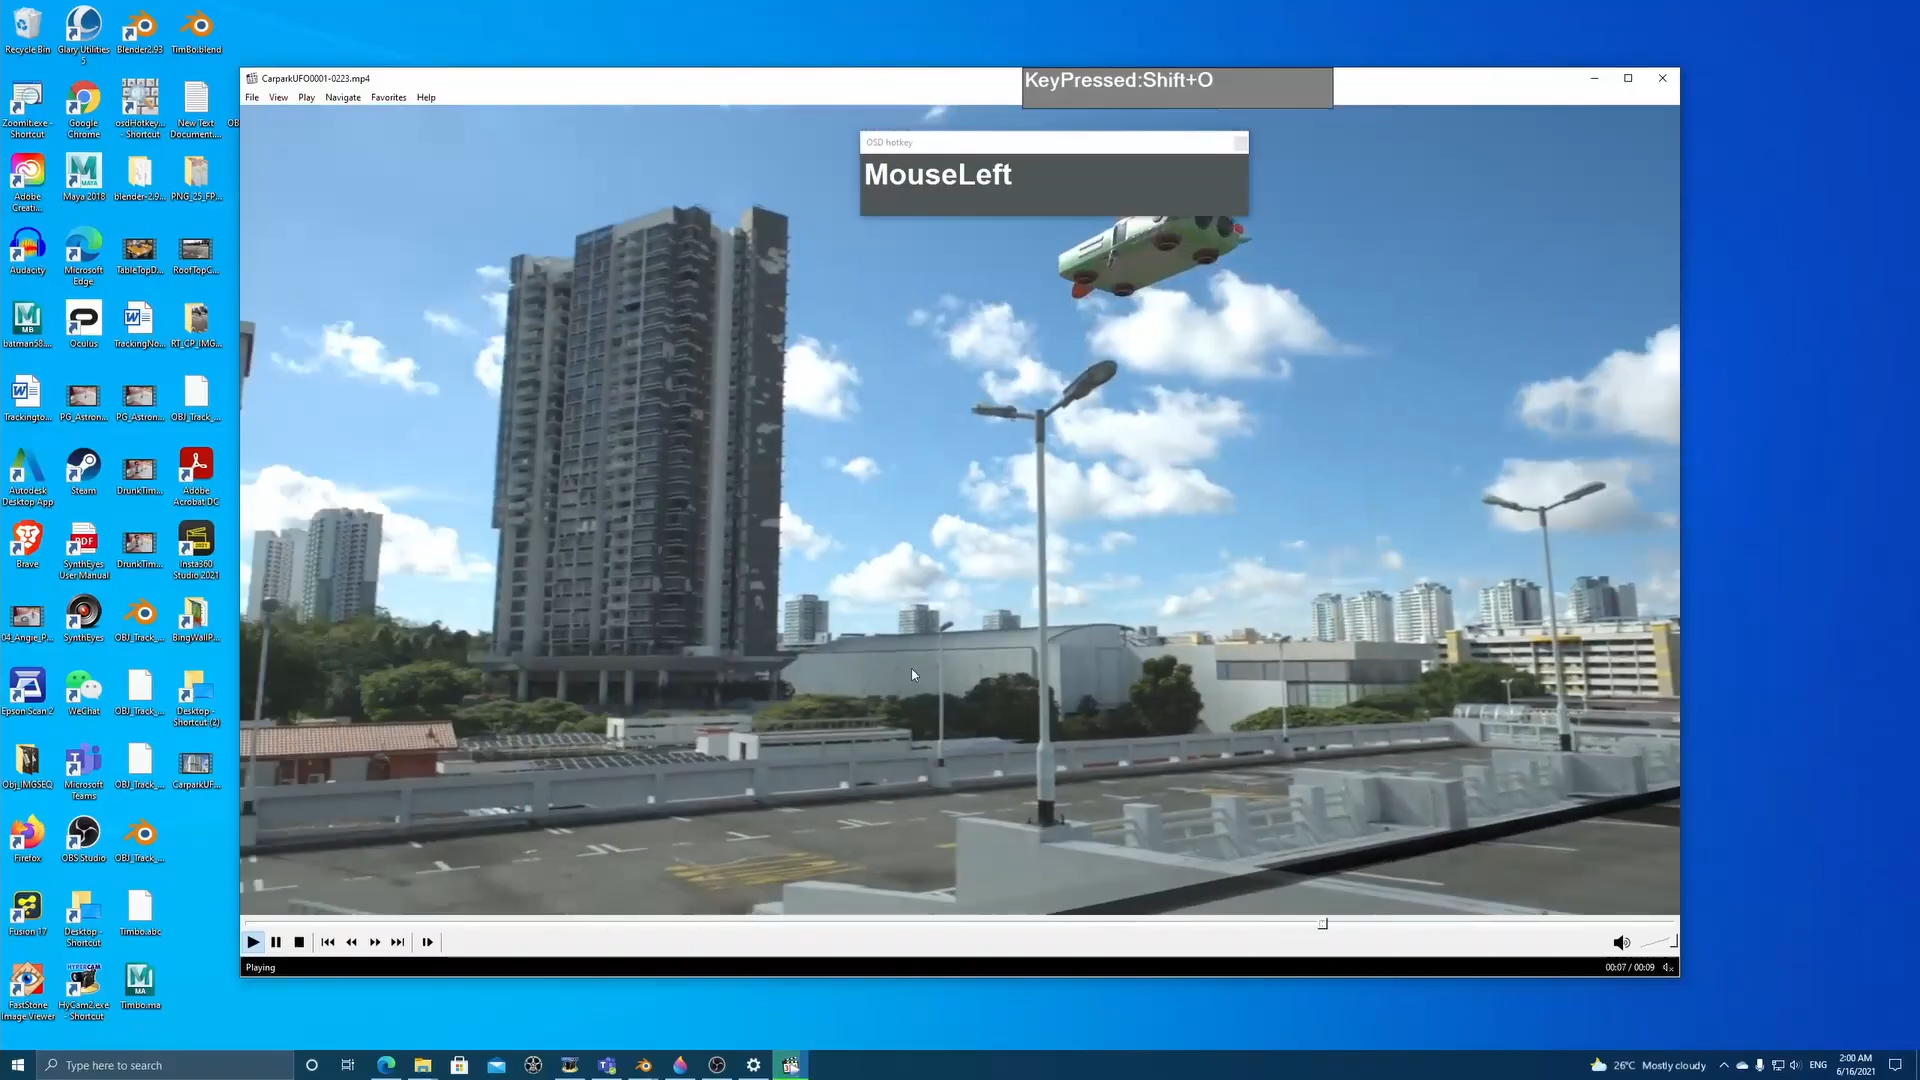 Recycle Bin
Glary Utilities
5
Blender2.93
TimBo.blend
ZoomIt.exe -
Shortcut
Google
Chrome
osdHotkey...
- Shortcut
New Text
Document....
OB
Adobe
Creati...
Maya 2018
blender-2.9...
PNG_25_FP...
Audacity
Microsoft
Edge
TableTopD...
RoofTopC...
batman58....
Oculus
TrackingNo...
RT_CP_IMG...
Trackingto...
PG_Astron...
PG_Astron...
OBJ_Track_...
Autodesk
Desktop App
Steam
DrunkTim...
Adobe
Acrobat DC
Brave
SynthEyes
User Manual
DrunkTim...
Insta360
Studio 2021
04_Angie_P...
SynthEyes
OBJ_Track_...
BingWallP...
Epson Scan 2
WeChat
OBJ_Track_...
Desktop -
Shortcut (2)
Obj_IMGSEQ
Microsoft
Teams
OBJ_Track_...
CarparkUF...
Firefox
OBS Studio
OBJ_Track_...
Fusion 17
Desktop -
Shortcut
Timbo.abc
FastStone
Image Viewer
HyCam2.exe
- Shortcut
Timbo.ma
CarparkUFO0001-0223.mp4
KeyPressed:Shift+O
File View Play Navigate Favorites Help
OSD hotkey
MouseLeft
Playing
00:07 / 00:09
Type here to search
26°C Mostly cloudy
ENG
2:00 AM
6/16/2021